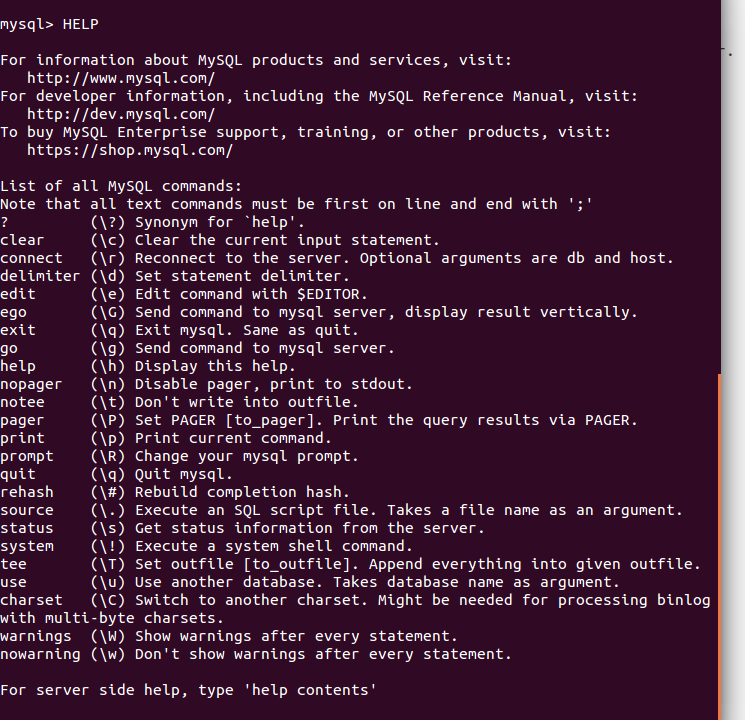 mysql> HELP
For information about MySQL products and services, visit:
http://www.mysql.com/
For developer information, including the MySQL Reference Manual, visit:
http://dev.mysql.com/
To buy MySQL Enterprise support, training, or other products, visit:
https://shop.mysql.com/
List of all MySQL commands:
Note that all text commands must be first on line and end with ';'
?         (\?) Synonym for `help'.
clear     (\c) Clear the current input statement.
connect   (\r) Reconnect to the server. Optional arguments are db and host.
delimiter (\d) Set statement delimiter.
edit      (\e) Edit command with $EDITOR.
ego       (\G) Send command to mysql server, display result vertically.
exit      (\q) Exit mysql. Same as quit.
go        (\g) Send command to mysql server.
help      (\h) Display this help.
nopager   (\n) Disable pager, print to stdout.
notee     (\t) Don't write into outfile.
pager     (\P) Set PAGER [to_pager]. Print the query results via PAGER.
print     (\p) Print current command.
prompt    (\R) Change your mysql prompt.
quit      (\q) Quit mysql.
rehash    (\#) Rebuild completion hash.
source    (\.) Execute an SQL script file. Takes a file name as an argument.
status    (\s) Get status information from the server.
system    (\!) Execute a system shell command.
tee       (\T) Set outfile [to_outfile]. Append everything into given outfile.
use       (\u) Use another database. Takes database name as argument.
charset   (\C) Switch to another charset. Might be needed for processing binlog
with multi-byte charsets.
warnings  (\W) Show warnings after every statement.
nowarning (\w) Don't show warnings after every statement.
For server side help, type 'help contents'